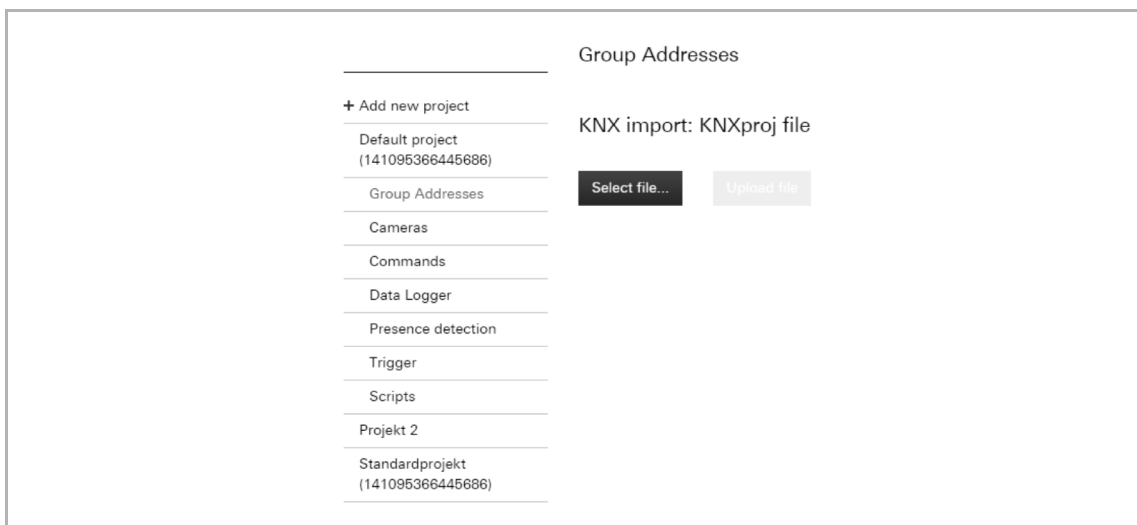 + Add new project
Default project
(141095366445686)
Group Addresses
Cameras
Commands
Data Logger
Presence detection
Trigger
Scripts
Projekt 2
Standardprojekt
(141095366445686)
Group Addresses
KNX import: KNXproj file
Select file...
Upload file